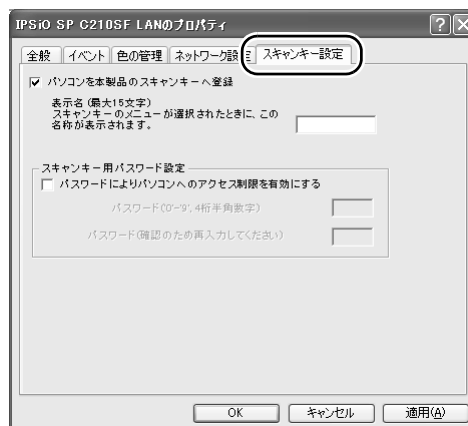 IPSiO SP C210SF LANのプロパティ
全般 イベント 色の管理 ネットワーク設定 スキャンキー設定
パソコンを本製品のスキャンキーへ登録
表示名(最大15文字)
スキャンキーのメニューが選択されたときに、この
名称が表示されます。
スキャンキー用パスワード設定
パスワードによりパソコンへのアクセス制限を有効にする
パスワード('0'-'9', 4桁半角数字)
パスワード(確認のため再入力してください)
OK キャンセル 適用(A)